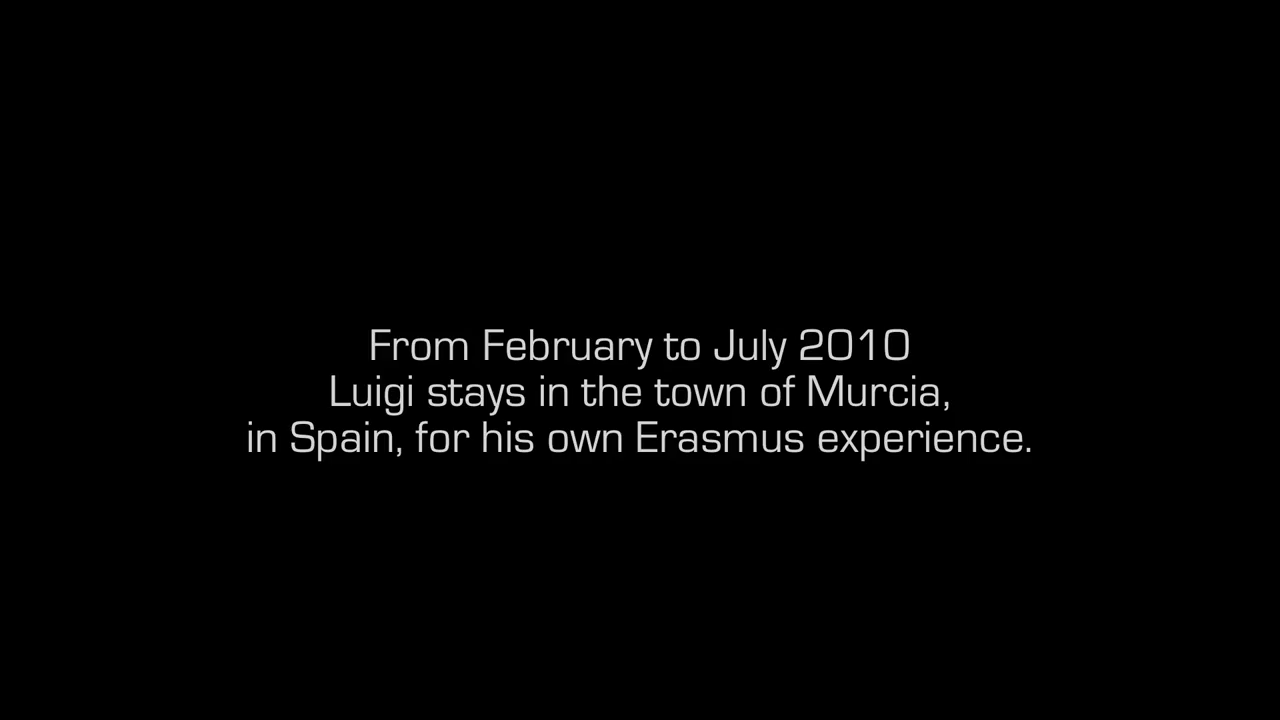 From February to July 2010
Luigi stays in the town of Murcia,
in Spain, for his own Erasmus experience.